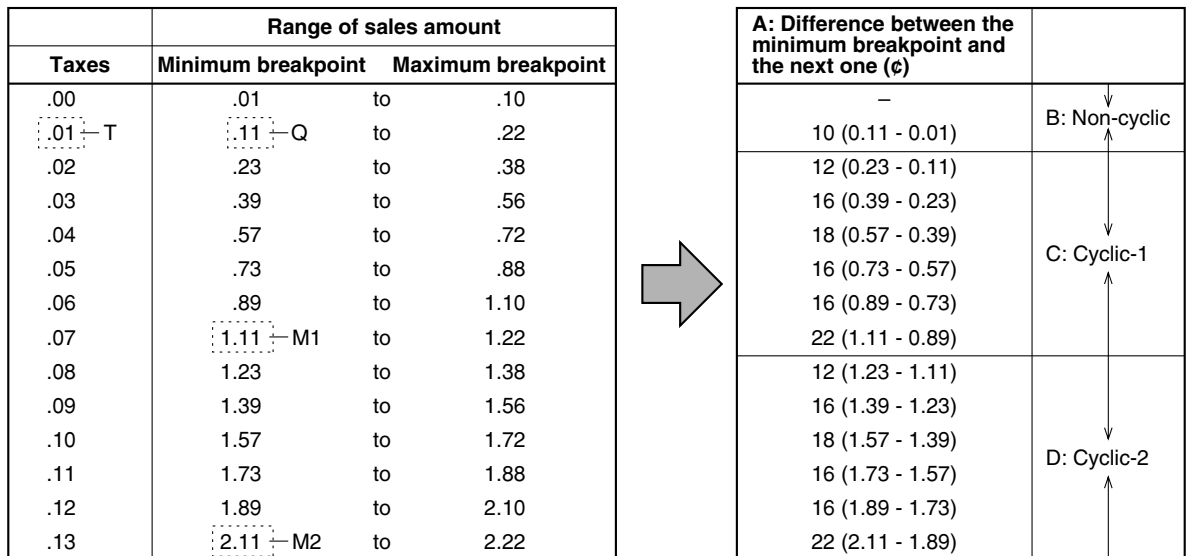 Range of sales amount
Taxes Minimum breakpoint Maximum breakpoint
.00 .01 to .10
.01 T .11 Q to .22
.02 .23 to .38
.03 .39 to .56
.04 .57 to .72
.05 .73 to .88
.06 .89 to 1.10
.07 1.11 M1 to 1.22
.08 1.23 to 1.38
.09 1.39 to 1.56
.10 1.57 to 1.72
.11 1.73 to 1.88
.12 1.89 to 2.10
.13 2.11 M2 to 2.22
A: Difference between the
minimum breakpoint and
the next one (¢)
–
10 (0.11 - 0.01)
B: Non-cyclic
12 (0.23 - 0.11)
16 (0.39 - 0.23)
18 (0.57 - 0.39)
16 (0.73 - 0.57)
16 (0.89 - 0.73)
22 (1.11 - 0.89)
C: Cyclic-1
12 (1.23 - 1.11)
16 (1.39 - 1.23)
18 (1.57 - 1.39)
16 (1.73 - 1.57)
16 (1.89 - 1.73)
22 (2.11 - 1.89)
D: Cyclic-2